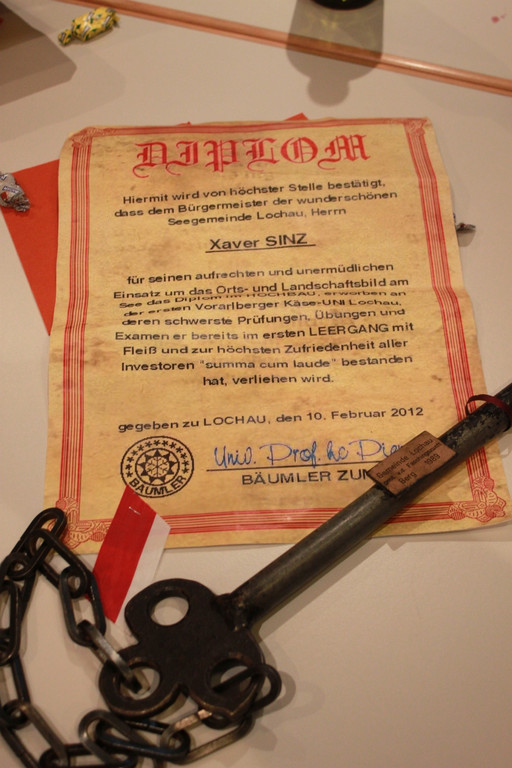 DIPLOM
Hiermit wird von höchster Stelle bestätigt,
dass dem Bürgermeister der wunderschönen
Seegemeinde Lochau, Herrn
Xaver SINZ
für seinen aufrechten und unermüdlichen
Einsatz um das Orts- und Landschaftsbild am
See das Diplom im HOCHBAU, erworben an
der ersten Vorarlberger Käse-UNI Lochau,
deren schwerste Prüfungen, Übungen und
Examen er bereits im ersten LEERGANG mit
Fleiß und zur höchsten Zufriedenheit aller
Investoren "summa cum laude" bestanden
hat, verliehen wird.
gegeben zu LOCHAU, den 10. Februar 2012
Univ. Prof. hc
BÄUMLER ZUN
BÄUMLER
Lochau
1989